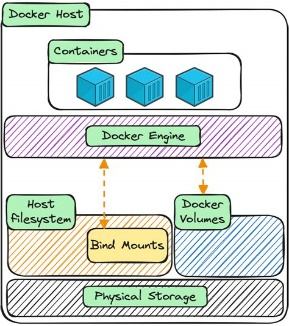 Docker Host
Containers
Docker Engine
Host
filesystem
Docker
Volumes
Bind Mounts
Physical Storage